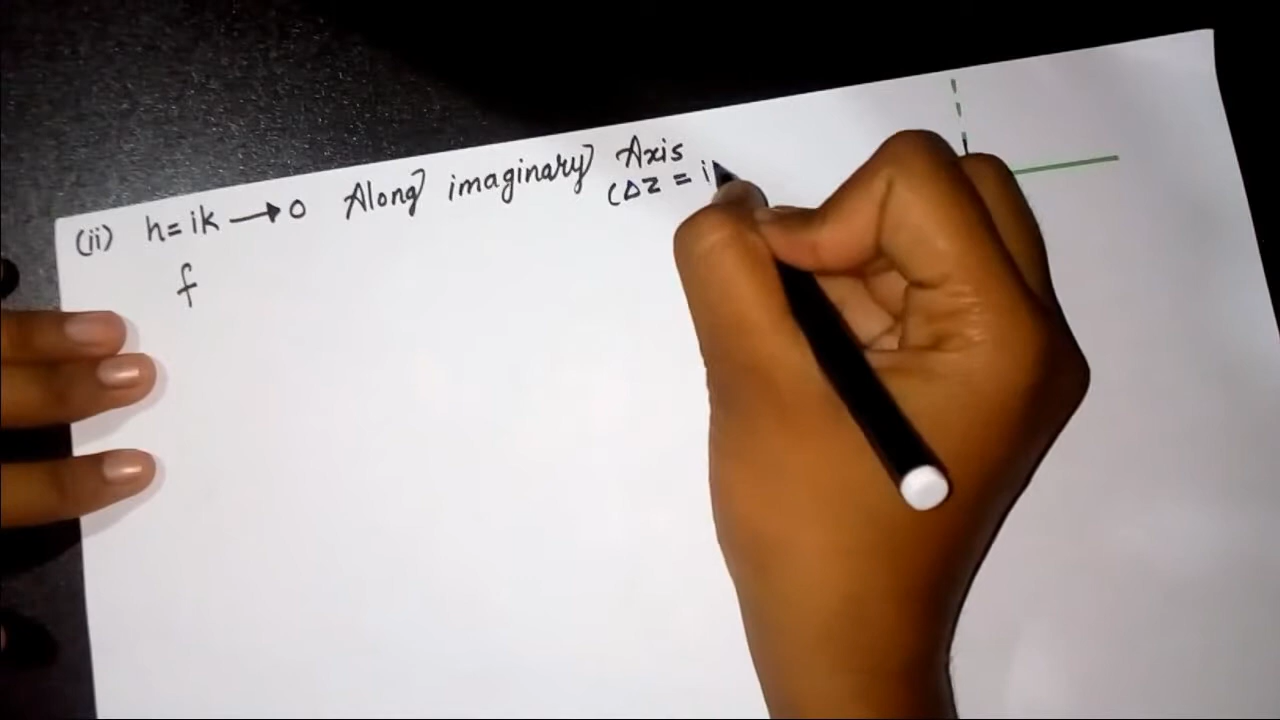 (ii) h = ik → 0 Along imaginary Axis
(Δz = i
f